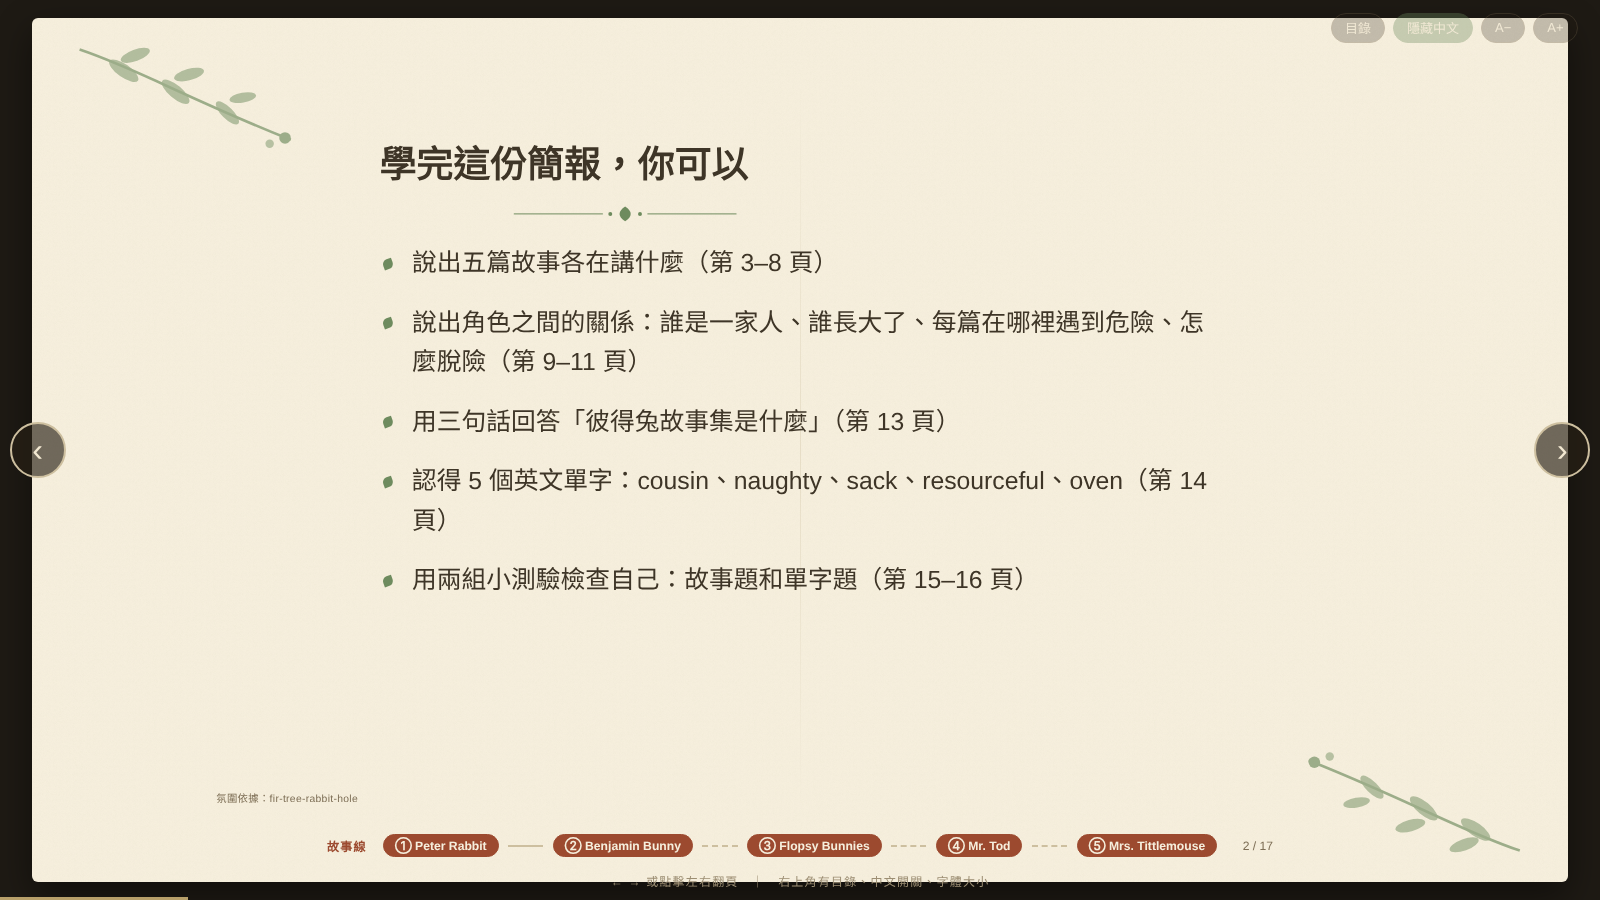 目錄 隱藏中文 A− A+
學完這份簡報，你可以
說出五篇故事各在講什麼（第 3–8 頁）
說出角色之間的關係：誰是一家人、誰長大了、每篇在哪裡遇到危險、怎
麼脫險（第 9–11 頁）
‹ ›
用三句話回答「彼得兔故事集是什麼」（第 13 頁）
認得 5 個英文單字：cousin、naughty、sack、resourceful、oven（第 14
頁）
用兩組小測驗檢查自己：故事題和單字題（第 15–16 頁）
氛圍依據：fir-tree-rabbit-hole
故事線 ① Peter Rabbit ② Benjamin Bunny ③ Flopsy Bunnies ④ Mr. Tod ⑤ Mrs. Tittlemouse 2 / 17
← → 或點擊左右翻頁 ｜ 右上角有目錄、中文開關、字體大小